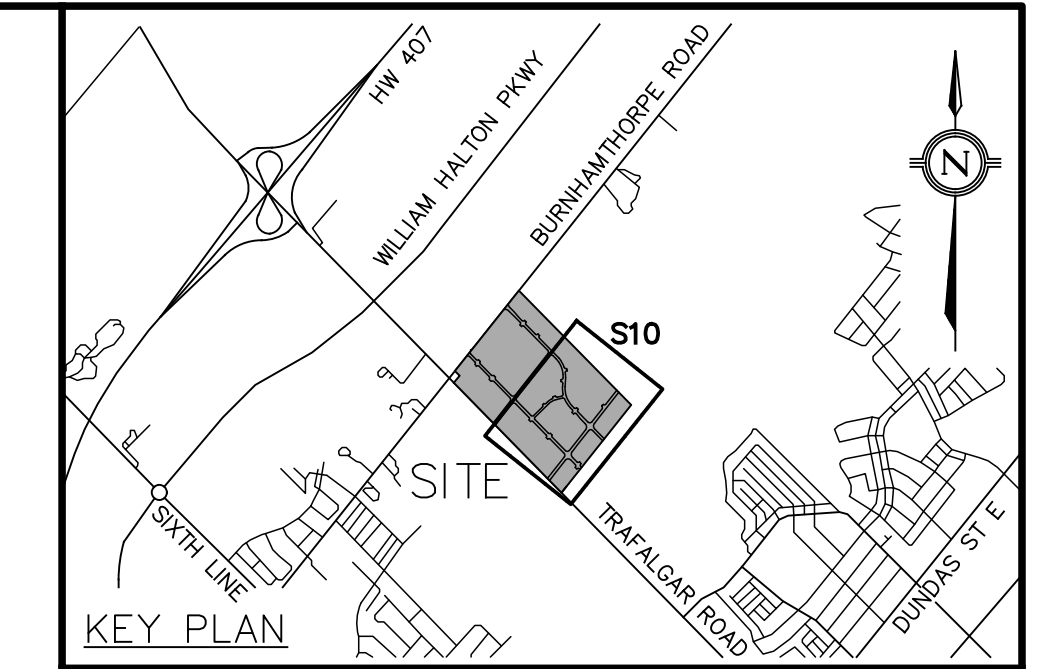 HW 407
WILLIAM HALTON PKWY
BURNHAMTHORPE ROAD
N
S10
SITE
SIXTH LINE
TRAFALGAR ROAD
DUNDAS ST E
KEY PLAN